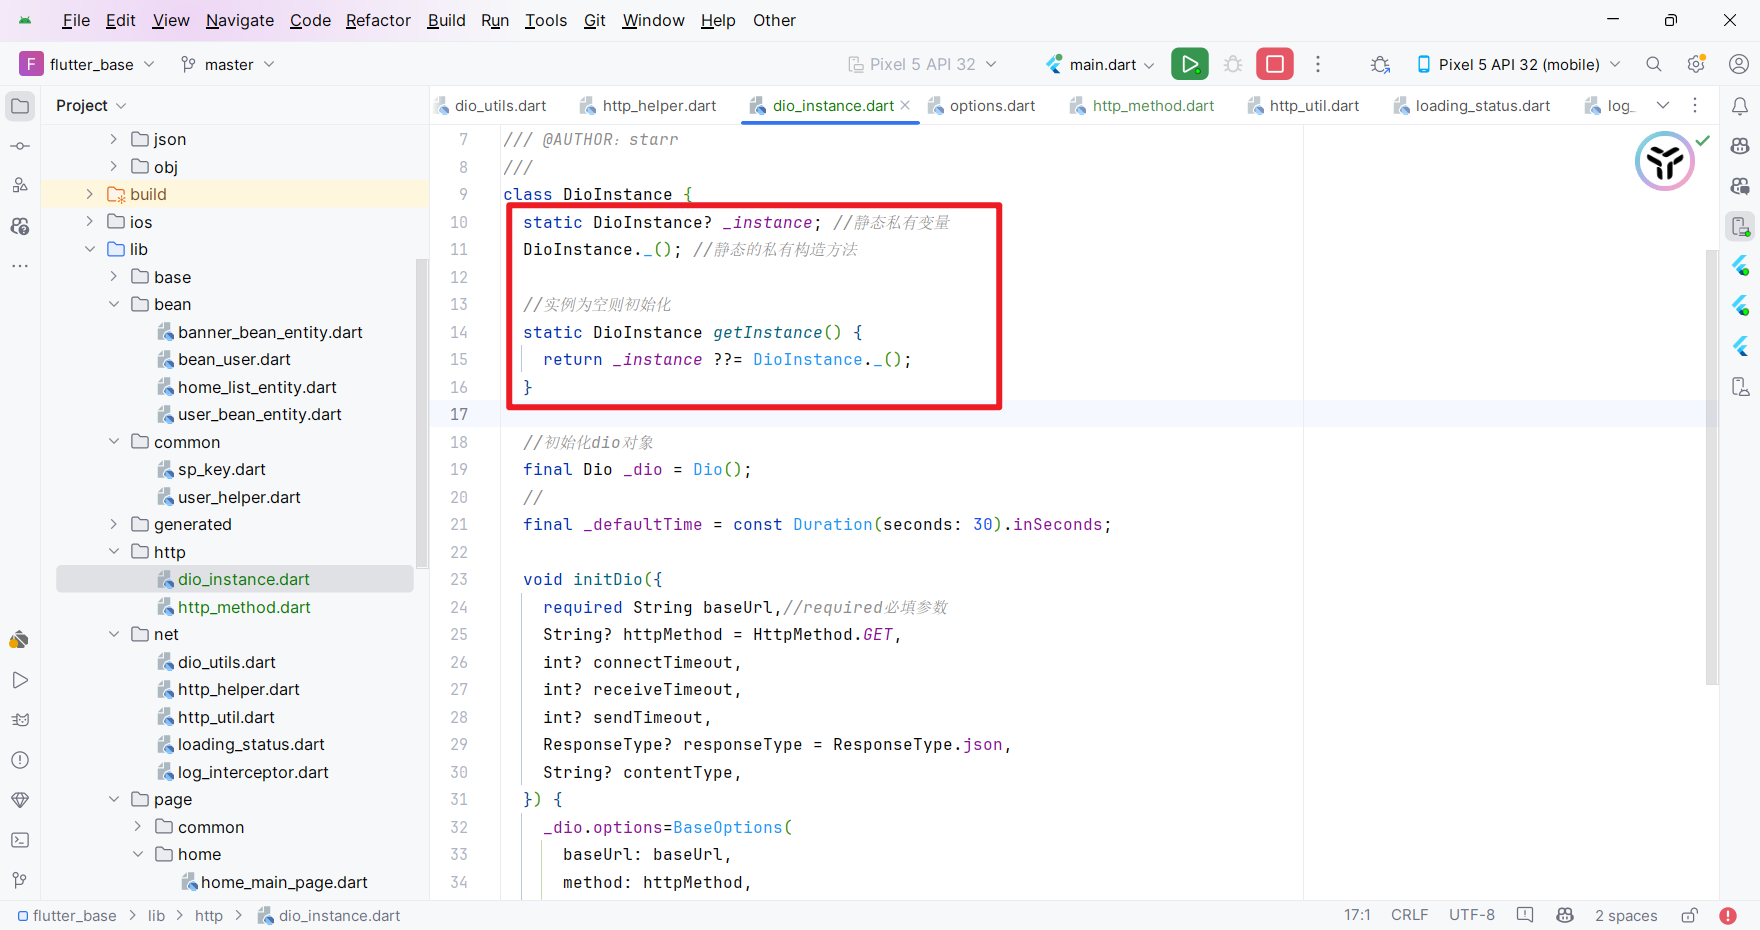 File Edit View Navigate Code Refactor Build Run Tools Git Window Help Other
F flutter_base master Pixel 5 API 32 main.dart Pixel 5 API 32 (mobile)
Project
dio_utils.dart http_helper.dart dio_instance.dart options.dart http_method.dart http_util.dart loading_status.dart log_
json
obj
build
ios
lib
base
bean
banner_bean_entity.dart
bean_user.dart
home_list_entity.dart
user_bean_entity.dart
common
sp_key.dart
user_helper.dart
generated
http
dio_instance.dart
http_method.dart
net
dio_utils.dart
http_helper.dart
http_util.dart
loading_status.dart
log_interceptor.dart
page
common
home
home_main_page.dart
7 /// @AUTHOR: starr
8 ///
9 class DioInstance {
10 static DioInstance? _instance; //静态私有变量
11 DioInstance._(); //静态的私有构造方法
12
13 //实例为空则初始化
14 static DioInstance getInstance() {
15 return _instance ??= DioInstance._();
16 }
17
18 //初始化dio对象
19 final Dio _dio = Dio();
20 //
21 final _defaultTime = const Duration(seconds: 30).inSeconds;
22
23 void initDio({
24 required String baseUrl,//required必填参数
25 String? httpMethod = HttpMethod.GET,
26 int? connectTimeout,
27 int? receiveTimeout,
28 int? sendTimeout,
29 ResponseType? responseType = ResponseType.json,
30 String? contentType,
31 }) {
32 _dio.options=BaseOptions(
33 baseUrl: baseUrl,
34 method: httpMethod,
flutter_base > lib > http > dio_instance.dart 17:1 CRLF UTF-8 2 spaces